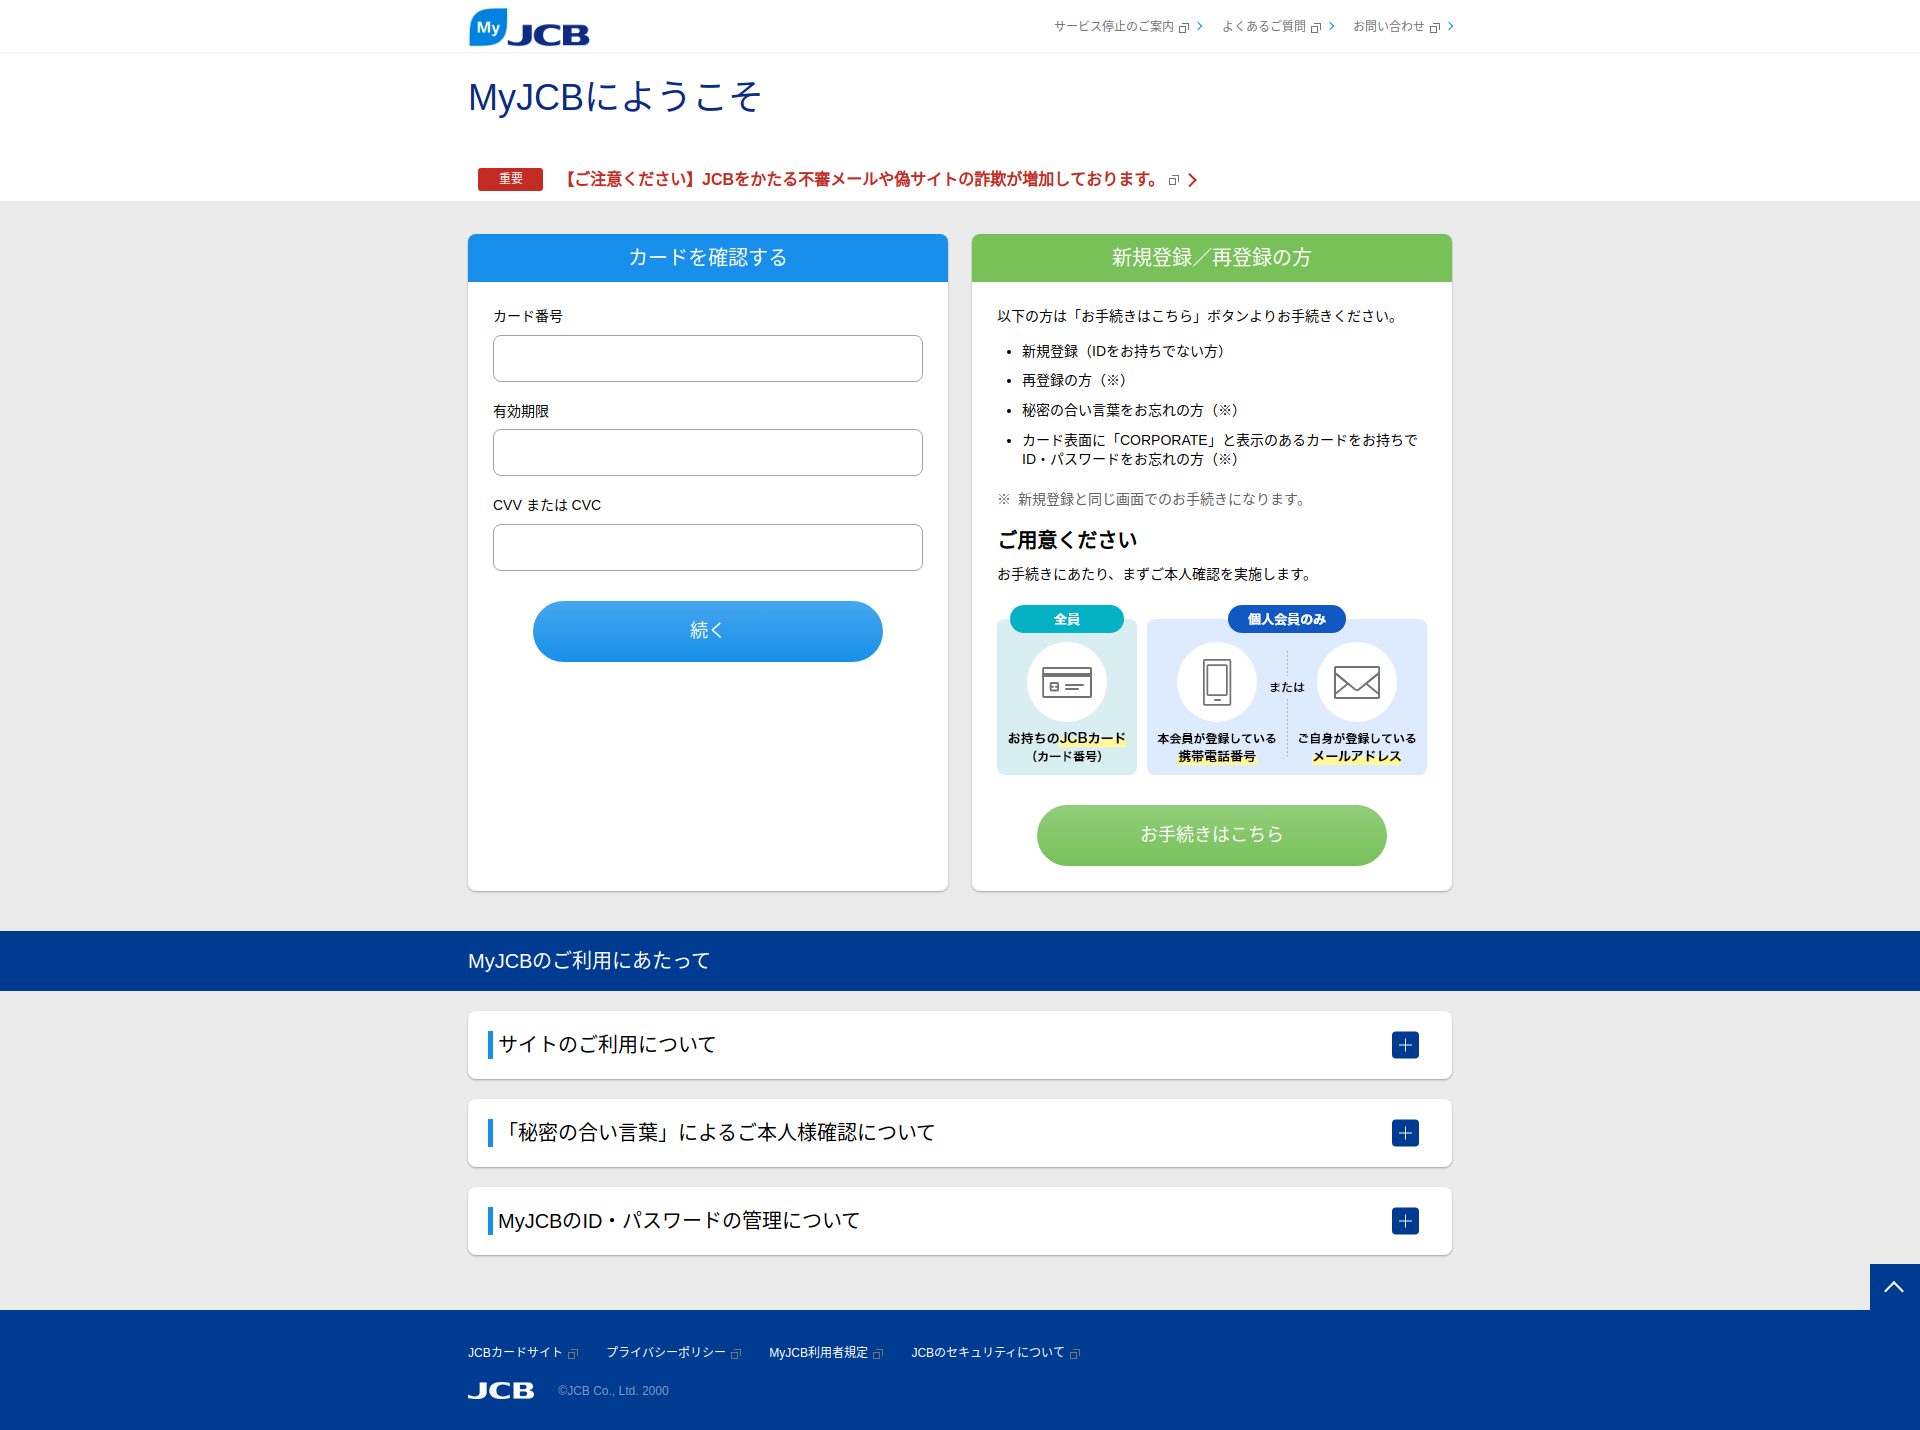 My JCB
サービス停止のご案内
よくあるご質問
お問い合わせ
MyJCBにようこそ
重要
【ご注意ください】JCBをかたる不審メールや偽サイトの詐欺が増加しております。
カードを確認する
カード番号
有効期限
CVV または CVC
続く
新規登録／再登録の方
以下の方は「お手続きはこちら」ボタンよりお手続きください。
• 新規登録（IDをお持ちでない方）
• 再登録の方（※）
• 秘密の合い言葉をお忘れの方（※）
• カード表面に「CORPORATE」と表示のあるカードをお持ちで
ID・パスワードをお忘れの方（※）
※ 新規登録と同じ画面でのお手続きになります。
ご用意ください
お手続きにあたり、まずご本人確認を実施します。
全員
お持ちのJCBカード
（カード番号）
個人会員のみ
本会員が登録している
携帯電話番号
または
ご自身が登録している
メールアドレス
お手続きはこちら
MyJCBのご利用にあたって
サイトのご利用について
「秘密の合い言葉」によるご本人様確認について
MyJCBのID・パスワードの管理について
JCBカードサイト
プライバシーポリシー
MyJCB利用者規定
JCBのセキュリティについて
JCB
©JCB Co., Ltd. 2000